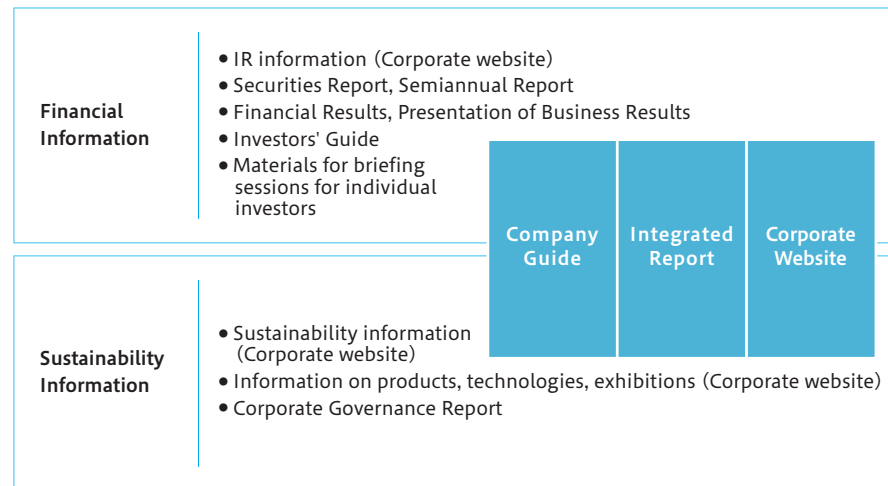 Financial
Information
• IR information (Corporate website)
• Securities Report, Semiannual Report
• Financial Results, Presentation of Business Results
• Investors' Guide
• Materials for briefing
sessions for individual
investors
Company
Guide
Integrated
Report
Corporate
Website
Sustainability
Information
• Sustainability information
(Corporate website)
• Information on products, technologies, exhibitions (Corporate website)
• Corporate Governance Report